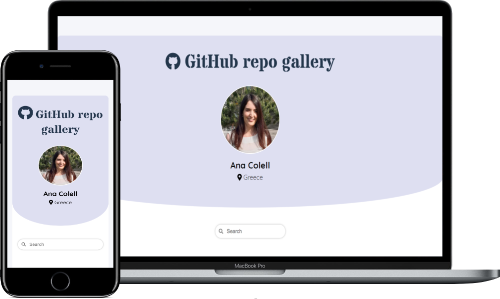 GitHub repo gallery
Ana Colell
Greece
Search
MacBook Pro
GitHub repo
gallery
Ana Colell
Greece
Search